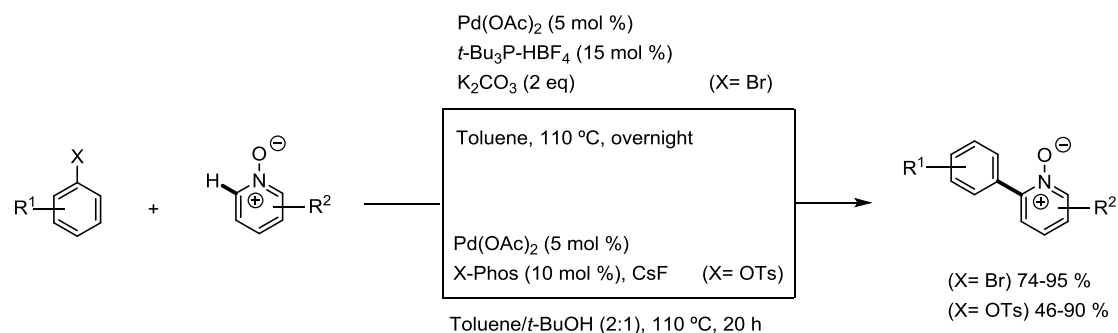 Pd(OAc)₂ (5 mol %)
t-Bu₃P-HBF₄ (15 mol %)
K₂CO₃ (2 eq) (X= Br)
Toluene, 110 ºC, overnight
X
R¹
+
H
O ⊖
N
⊕
R²
Pd(OAc)₂ (5 mol %)
X-Phos (10 mol %), CsF (X= OTs)
Toluene/t-BuOH (2:1), 110 ºC, 20 h
R¹
O ⊖
N
⊕
R²
(X= Br) 74-95 %
(X= OTs) 46-90 %